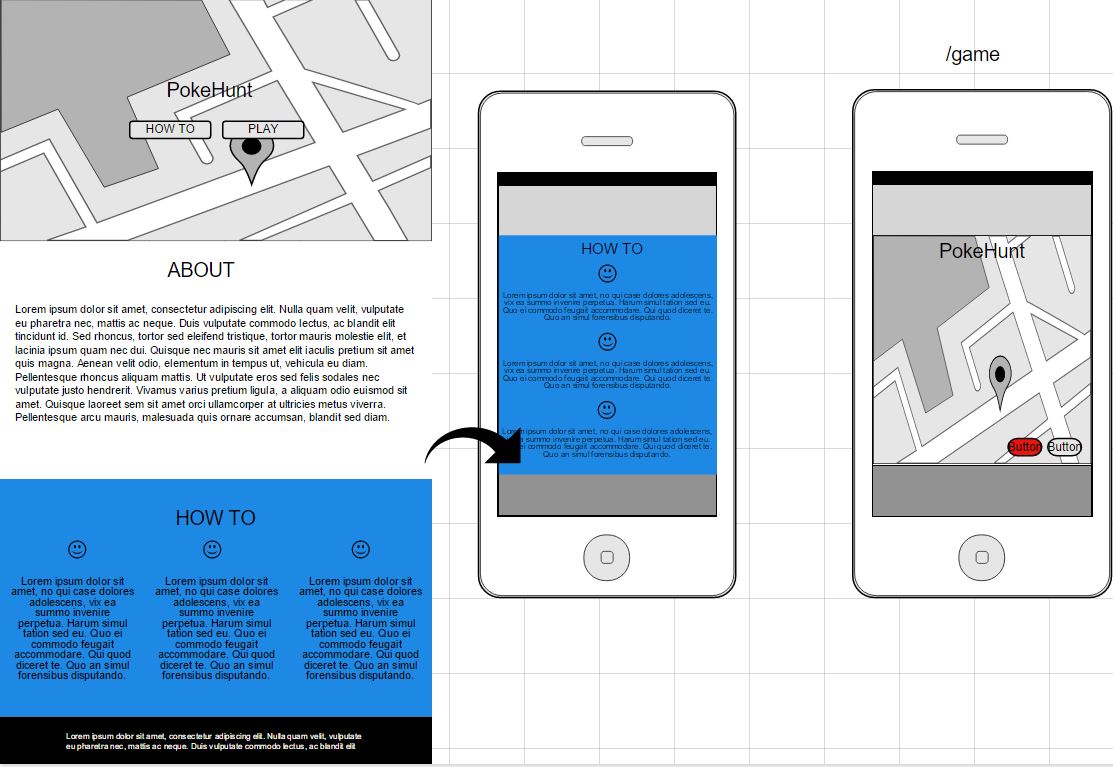 PokeHunt
HOW TO
PLAY
ABOUT
Lorem ipsum dolor sit amet, consectetur adipiscing elit. Nulla quam velit, vulputate
eu pharetra nec, mattis ac neque. Duis vulputate commodo lectus, ac blandit elit
tincidunt id. Sed rhoncus, tortor sed eleifend tristique, tortor mauris molestie elit, et
lacinia ipsum quam nec dui. Quisque nec mauris sit amet elit iaculis pretium sit amet
quis magna. Aenean velit odio, elementum in tempus ut, vehicula eu diam.
Pellentesque rhoncus aliquam mattis. Ut vulputate eros sed felis sodales nec
vulputate justo hendrerit. Vivamus varius pretium ligula, a aliquam odio euismod sit
amet. Quisque laoreet sem sit amet orci ullamcorper at ultricies metus viverra.
Pellentesque arcu mauris, malesuada quis ornare accumsan, blandit sed diam.
HOW TO
Lorem ipsum dolor sit
amet, no qui case dolores
adolescens, vix ea
summo invenire
perpetua. Harum simul
tation sed eu. Quo ei
commodo feugait
accommodare. Qui quod
diceret te. Quo an simul
forensibus disputando.
Lorem ipsum dolor sit
amet, no qui case dolores
adolescens, vix ea
summo invenire
perpetua. Harum simul
tation sed eu. Quo ei
commodo feugait
accommodare. Qui quod
diceret te. Quo an simul
forensibus disputando.
Lorem ipsum dolor sit
amet, no qui case dolores
adolescens, vix ea
summo invenire
perpetua. Harum simul
tation sed eu. Quo ei
commodo feugait
accommodare. Qui quod
diceret te. Quo an simul
forensibus disputando.
Lorem ipsum dolor sit amet, consectetur adipiscing elit. Nulla quam velit, vulputate
eu pharetra nec, mattis ac neque. Duis vulputate commodo lectus, ac blandit elit
HOW TO
Lorem ipsum dolor sit amet, no qui case dolores adolescens,
vix ea summo invenire perpetua. Harum simul tation sed eu.
Quo ei commodo feugait accommodare. Qui quod diceret te.
Quo an simul forensibus disputando.
Lorem ipsum dolor sit amet, no qui case dolores adolescens,
vix ea summo invenire perpetua. Harum simul tation sed eu.
Quo ei commodo feugait accommodare. Qui quod diceret te.
Quo an simul forensibus disputando.
dolor sit amet, no qui case dolores adolescens,
summo invenire perpetua. Harum simul tation sed eu.
ei commodo feugait accommodare. Qui quod diceret te.
Quo an simul forensibus disputando.
/game
PokeHunt
Button
Button